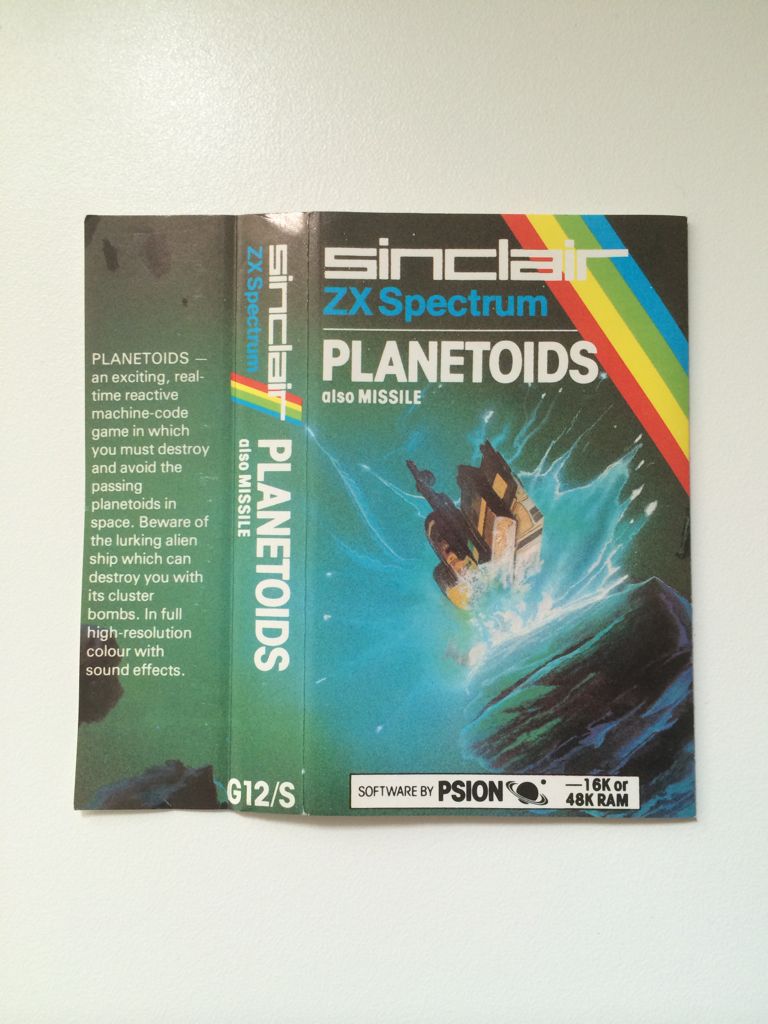 PLANETOIDS —
an exciting, real-
time reactive
machine-code
game in which
you must destroy
and avoid the
passing
planetoids in
space. Beware of
the lurking alien
ship which can
destroy you with
its cluster
bombs. In full
high-resolution
colour with
sound effects.
sinclair
ZX Spectrum
PLANETOIDS
also MISSILE
G12/S
sinclair
ZX Spectrum
PLANETOIDS
also MISSILE
SOFTWARE BY PSION
—16K or
48K RAM